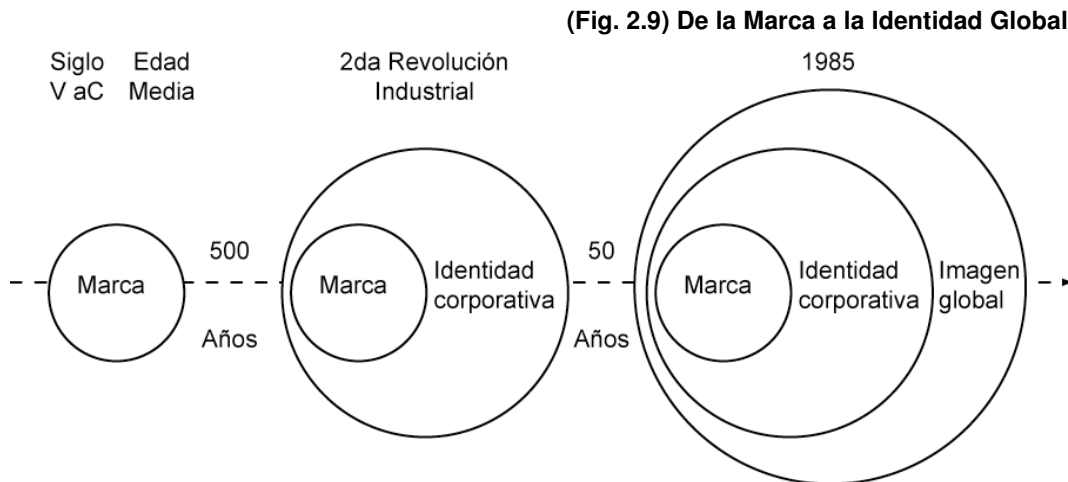 (Fig. 2.9) De la Marca a la Identidad Global
Siglo
V aC
Edad
Media
2da Revolución
Industrial
1985
Marca
500
Años
Marca
Identidad
corporativa
50
Años
Marca
Identidad
corporativa
Imagen
global